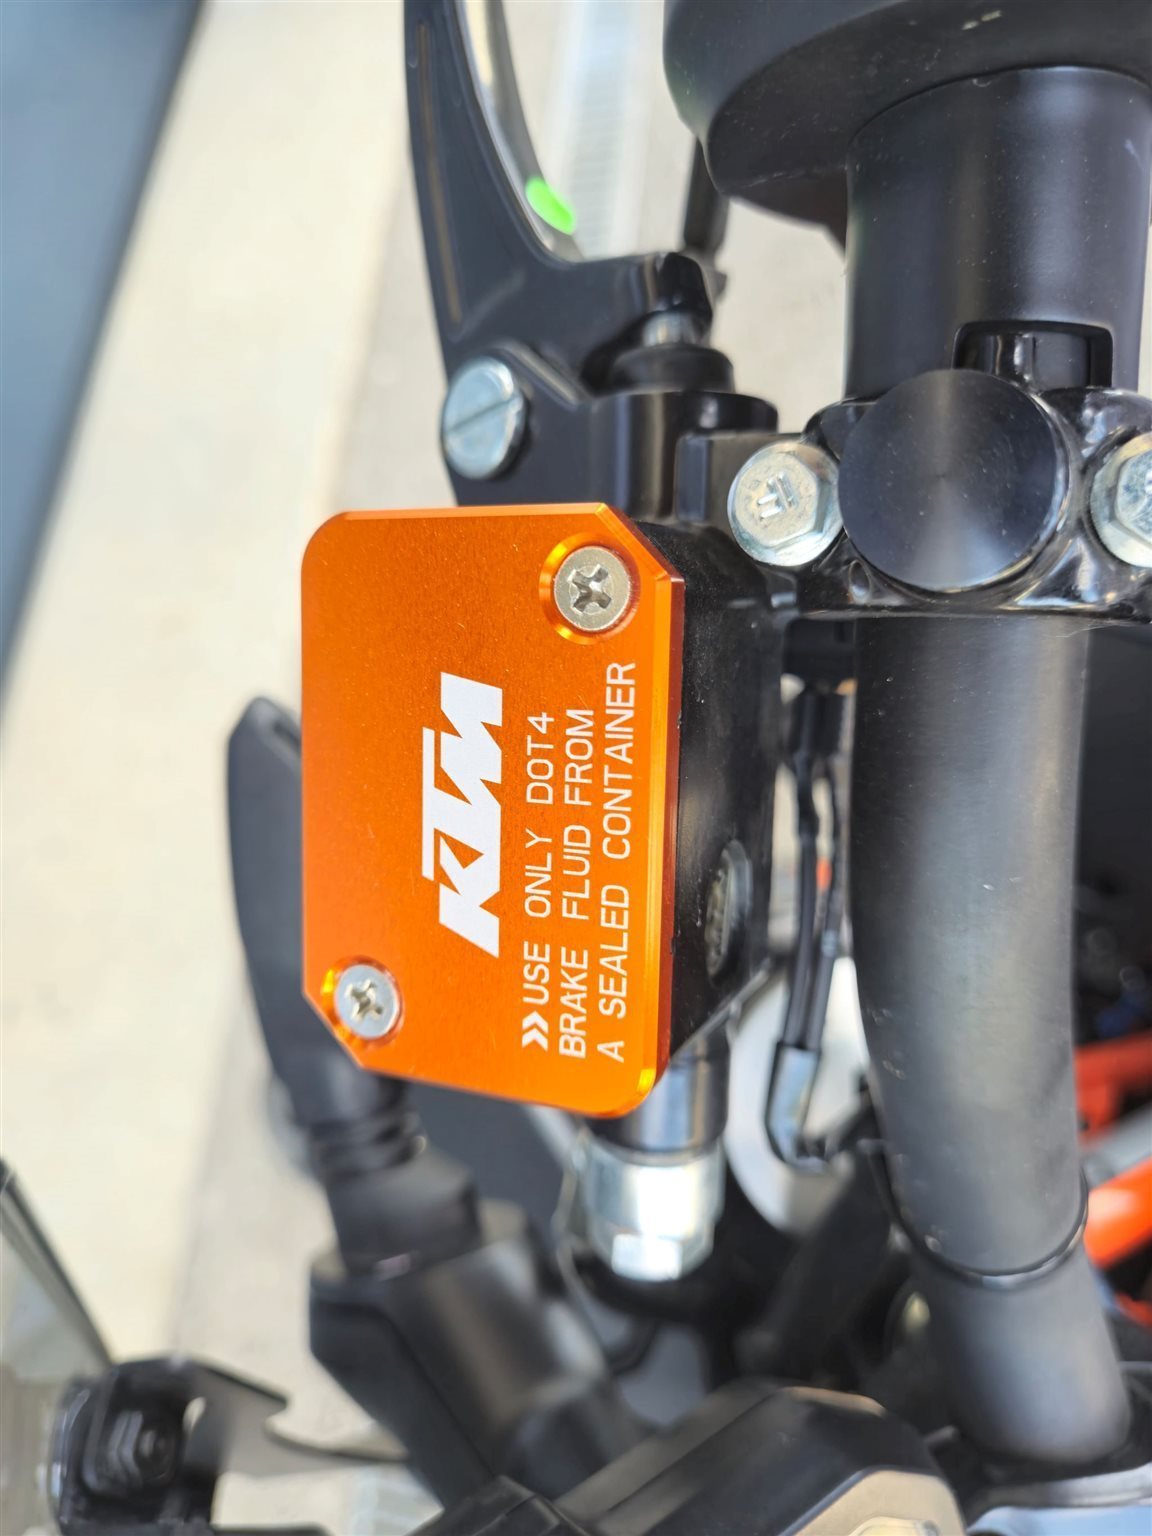 KTM
»USE ONLY DOT4
BRAKE FLUID FROM
A SEALED CONTAINER